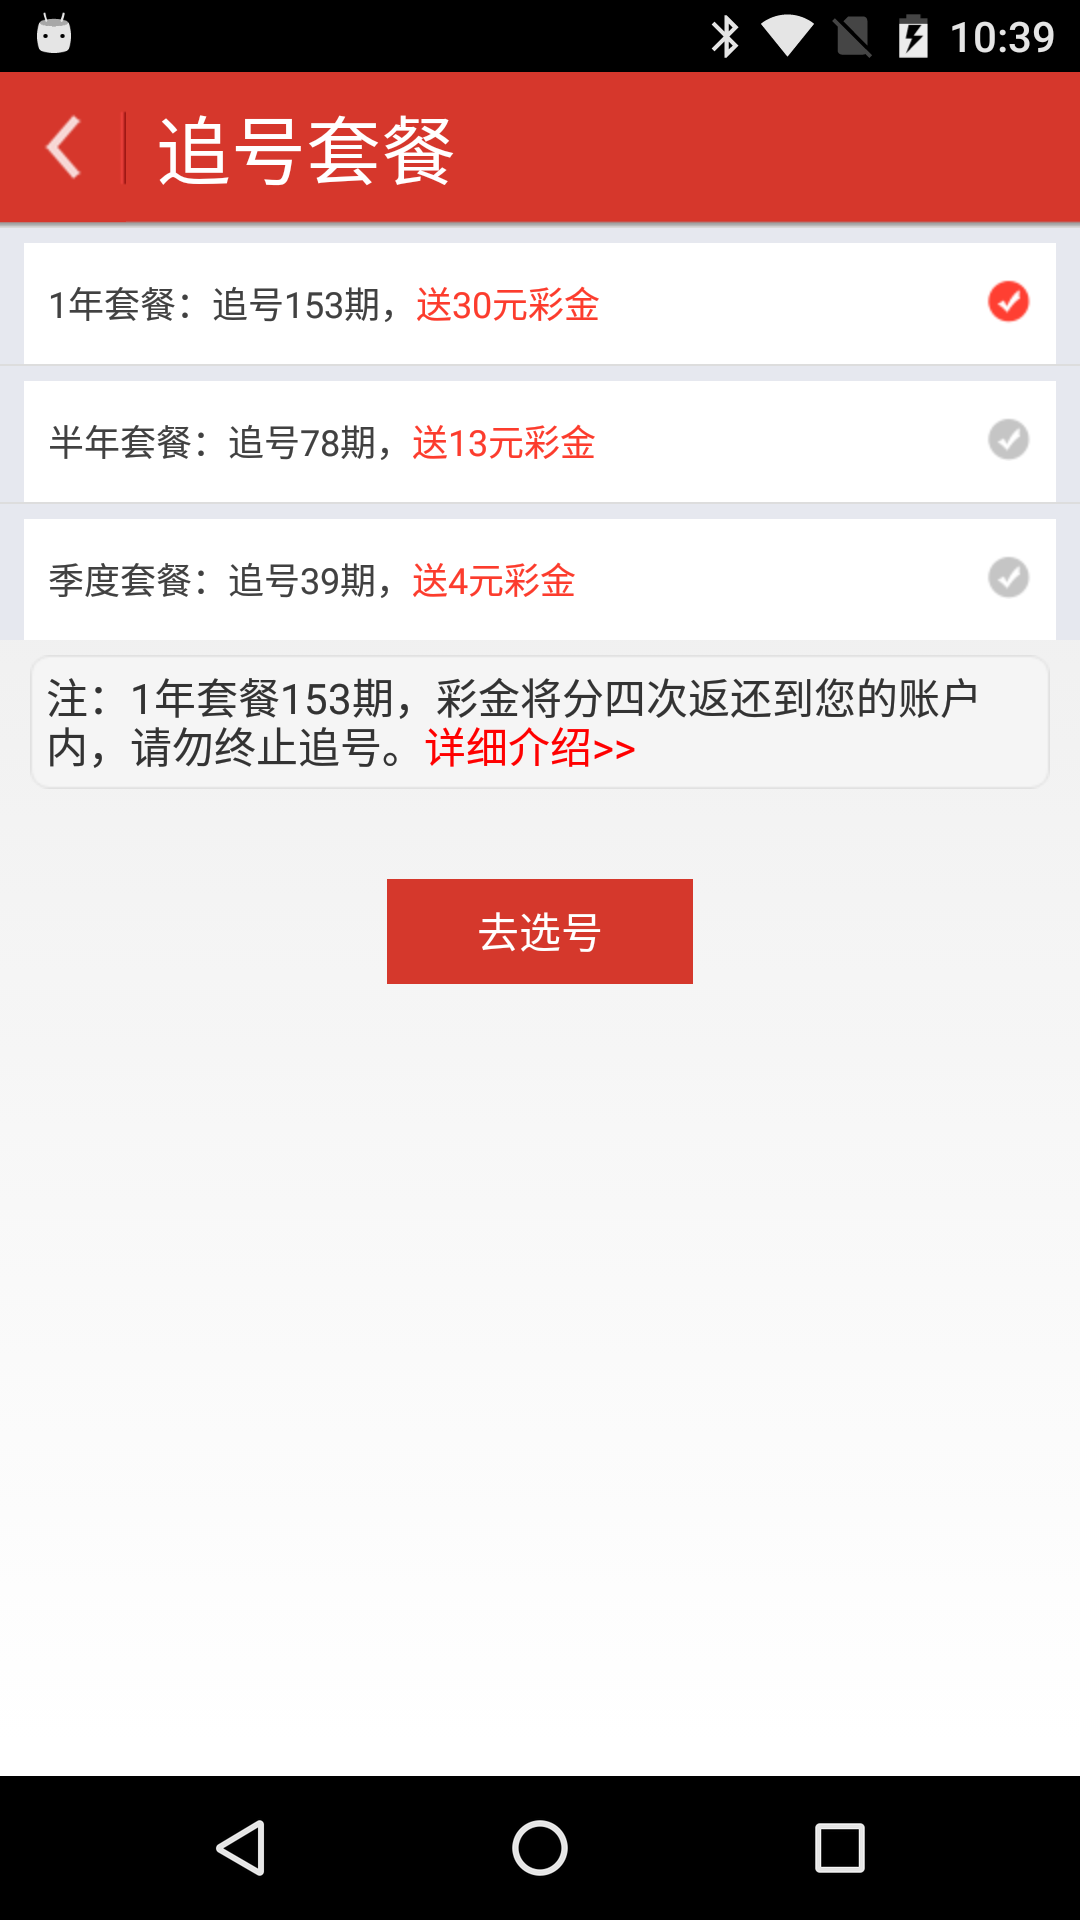 10:39
追号套餐
1年套餐：追号153期，送30元彩金
半年套餐：追号78期，送13元彩金
季度套餐：追号39期，送4元彩金
注：1年套餐153期，彩金将分四次返还到您的账户
内，请勿终止追号。详细介绍>>
去选号